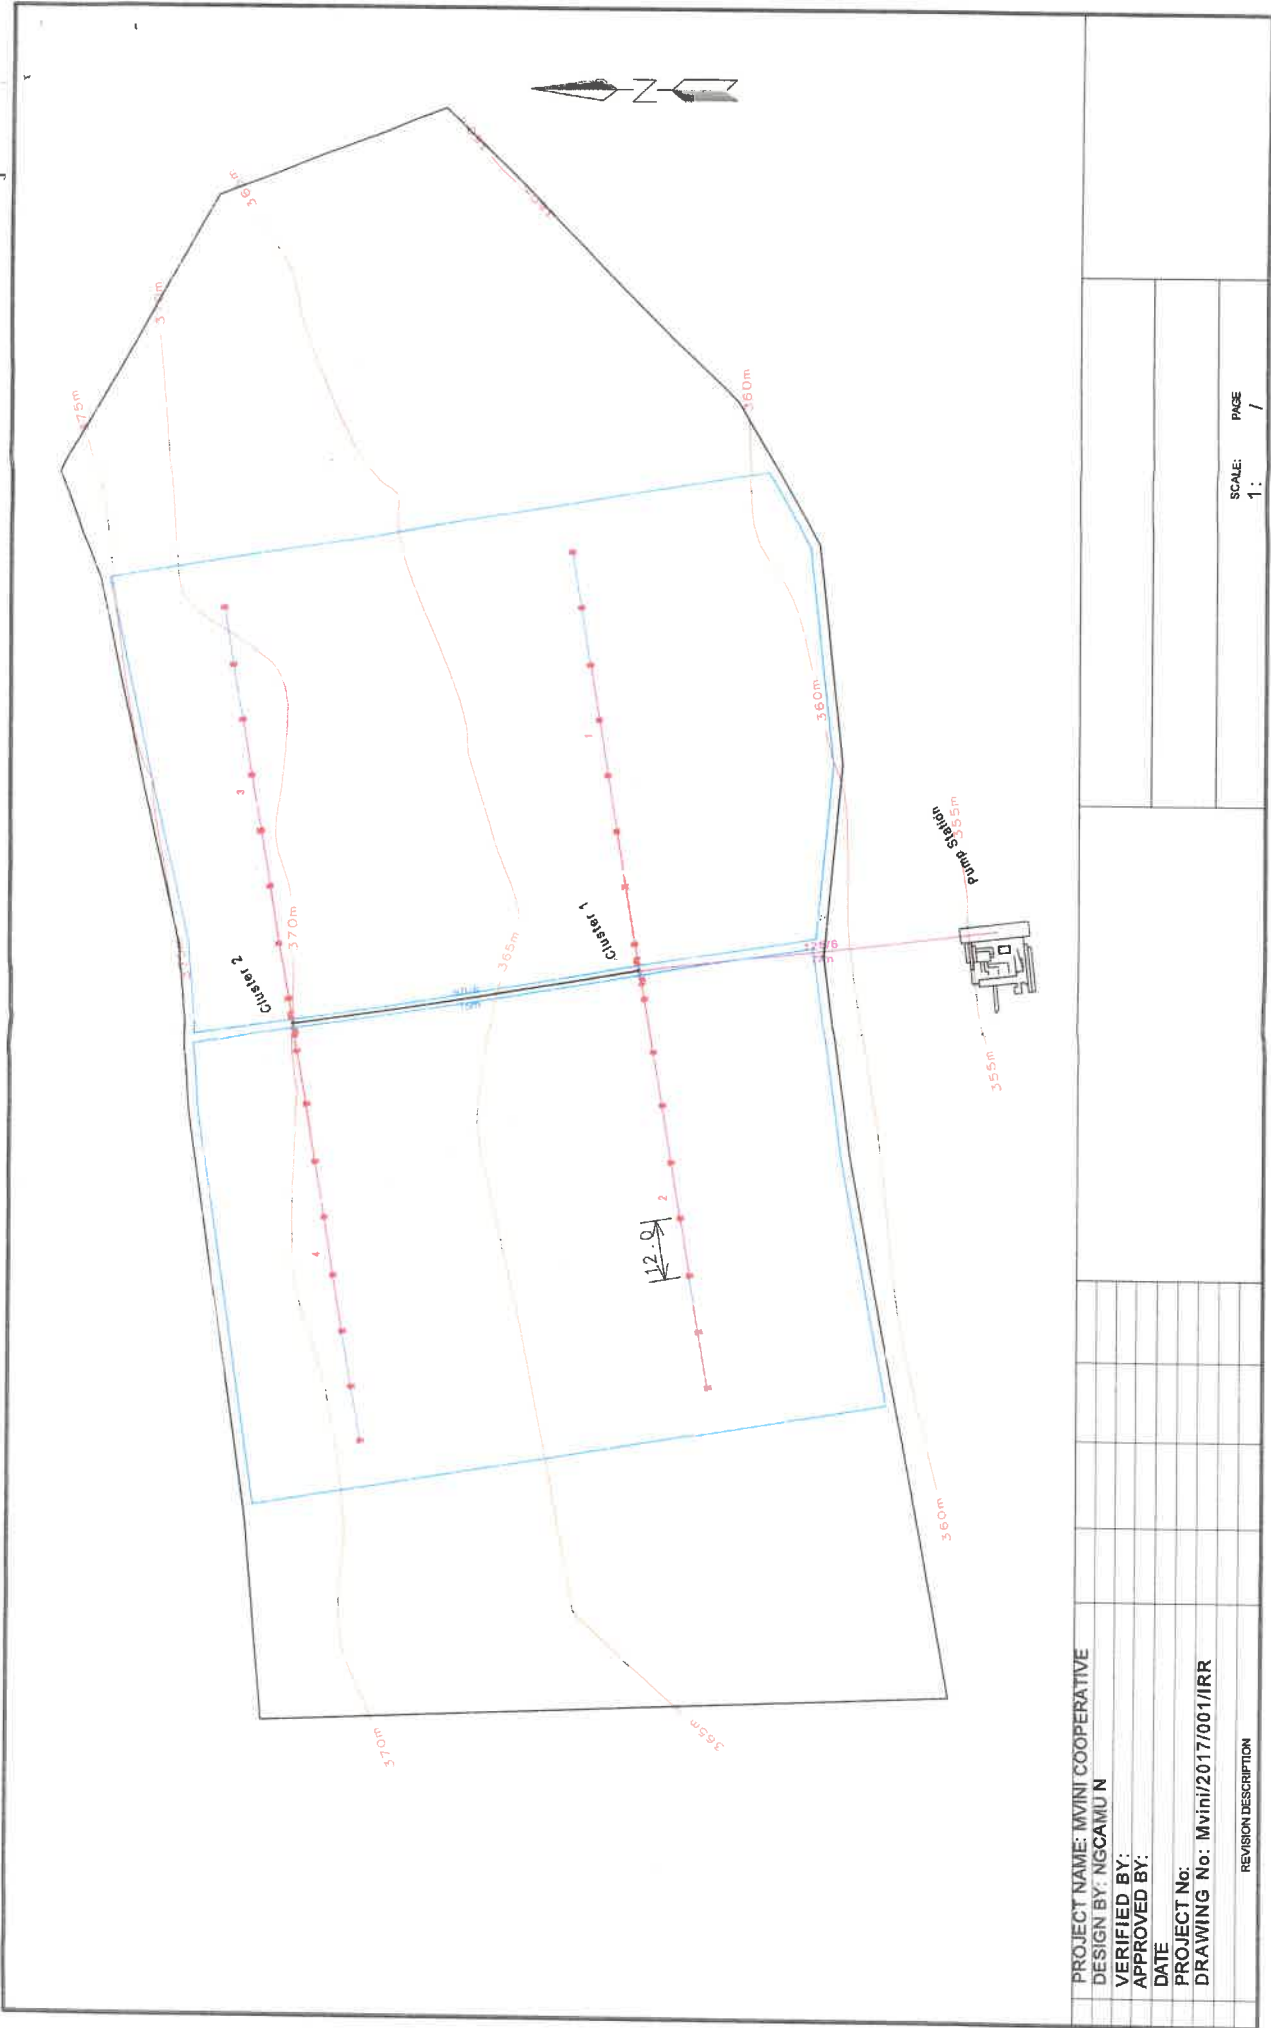 N
375m
370m
360m
Cluster 2
370m
3
365m
Cluster 1
1
360m
4
2
12.0
Pump Station
355m
355m
370m
365m
360m
PROJECT NAME: MVINI COOPERATIVE
DESIGN BY: NGCAMU N
VERIFIED BY:
APPROVED BY:
DATE
PROJECT No:
DRAWING No: Mvini/2017/001/IRR
REVISION DESCRIPTION
SCALE: PAGE
1: /